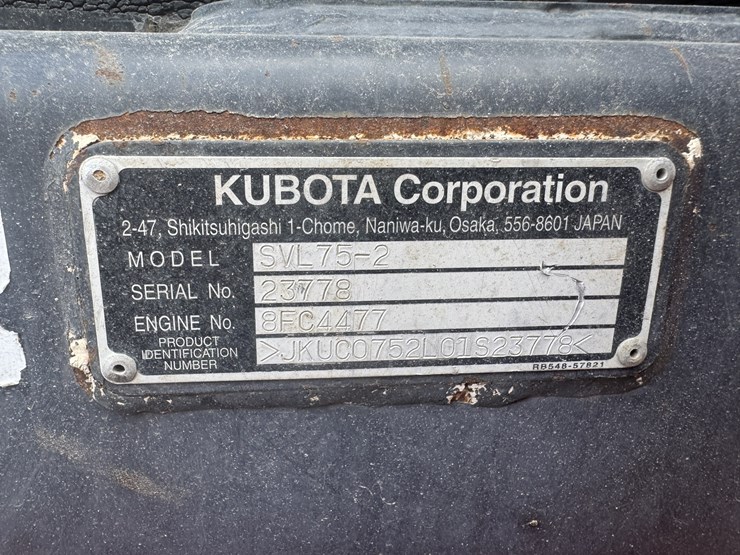 KUBOTA Corporation
2-47, Shikitsuhigashi 1-Chome, Naniwa-ku, Osaka, 556-8601 JAPAN
MODEL SVL75-2
SERIAL No. 23778
ENGINE No. 8FC4477
PRODUCT IDENTIFICATION NUMBER >JKUC0752L01S23778<
RB548-57821